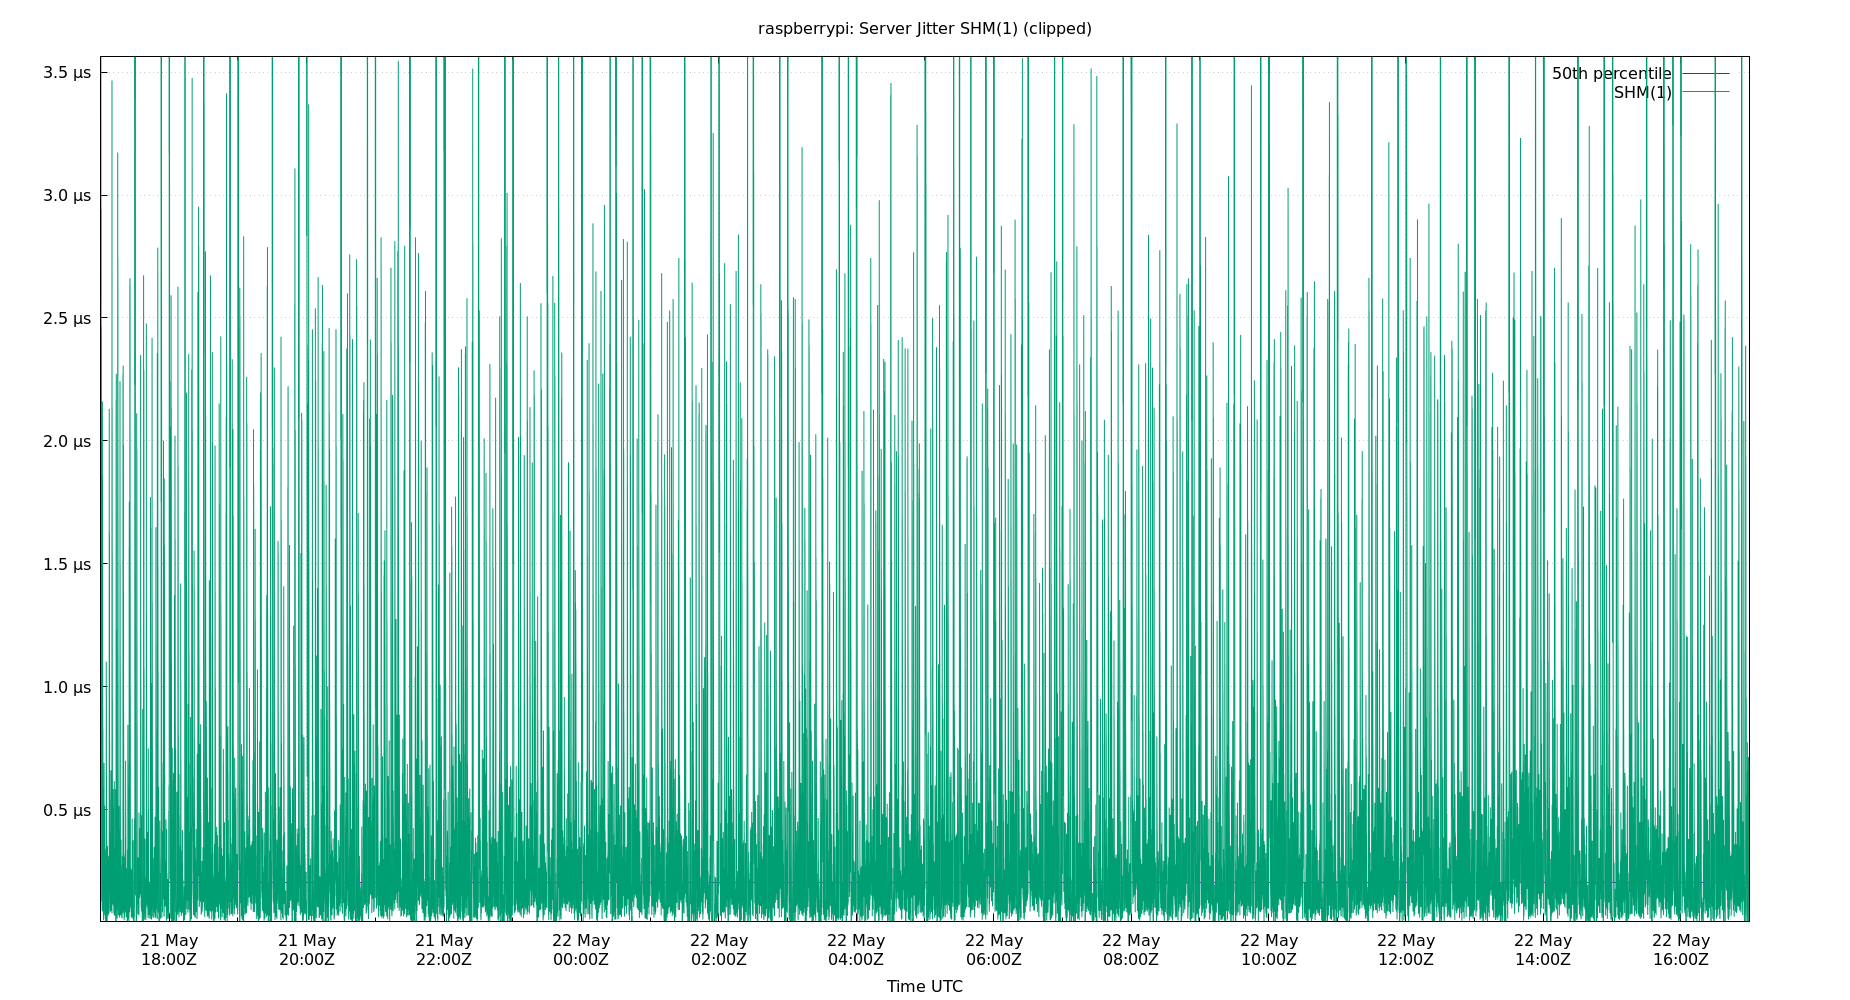 raspberrypi: Server Jitter SHM(1) (clipped)
50th percentile
SHM(1)
3.5 μs
3.0 μs
2.5 μs
2.0 μs
1.5 μs
1.0 μs
0.5 μs
21 May 21 May 21 May 22 May 22 May 22 May 22 May 22 May 22 May 22 May 22 May 22 May
18:00Z 20:00Z 22:00Z 00:00Z 02:00Z 04:00Z 06:00Z 08:00Z 10:00Z 12:00Z 14:00Z 16:00Z
Time UTC